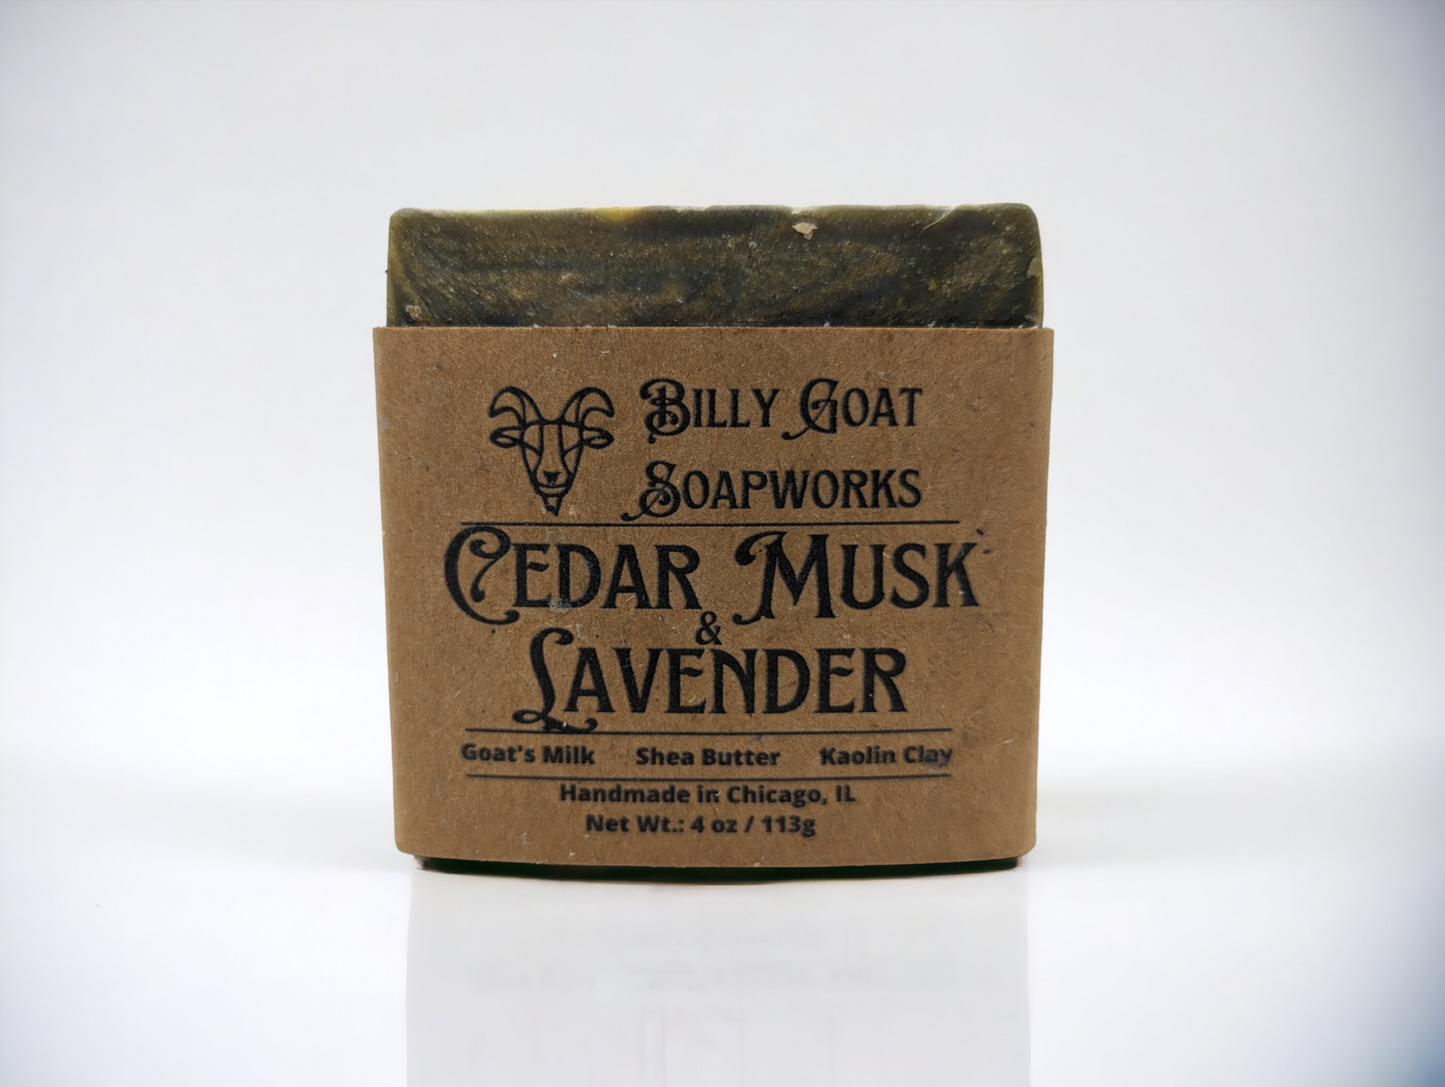 Billy Goat
Soapworks
Cedar Musk
&
Lavender
Goat's Milk Shea Butter Kaolin Clay
Handmade in Chicago, IL
Net Wt.: 4 oz / 113g